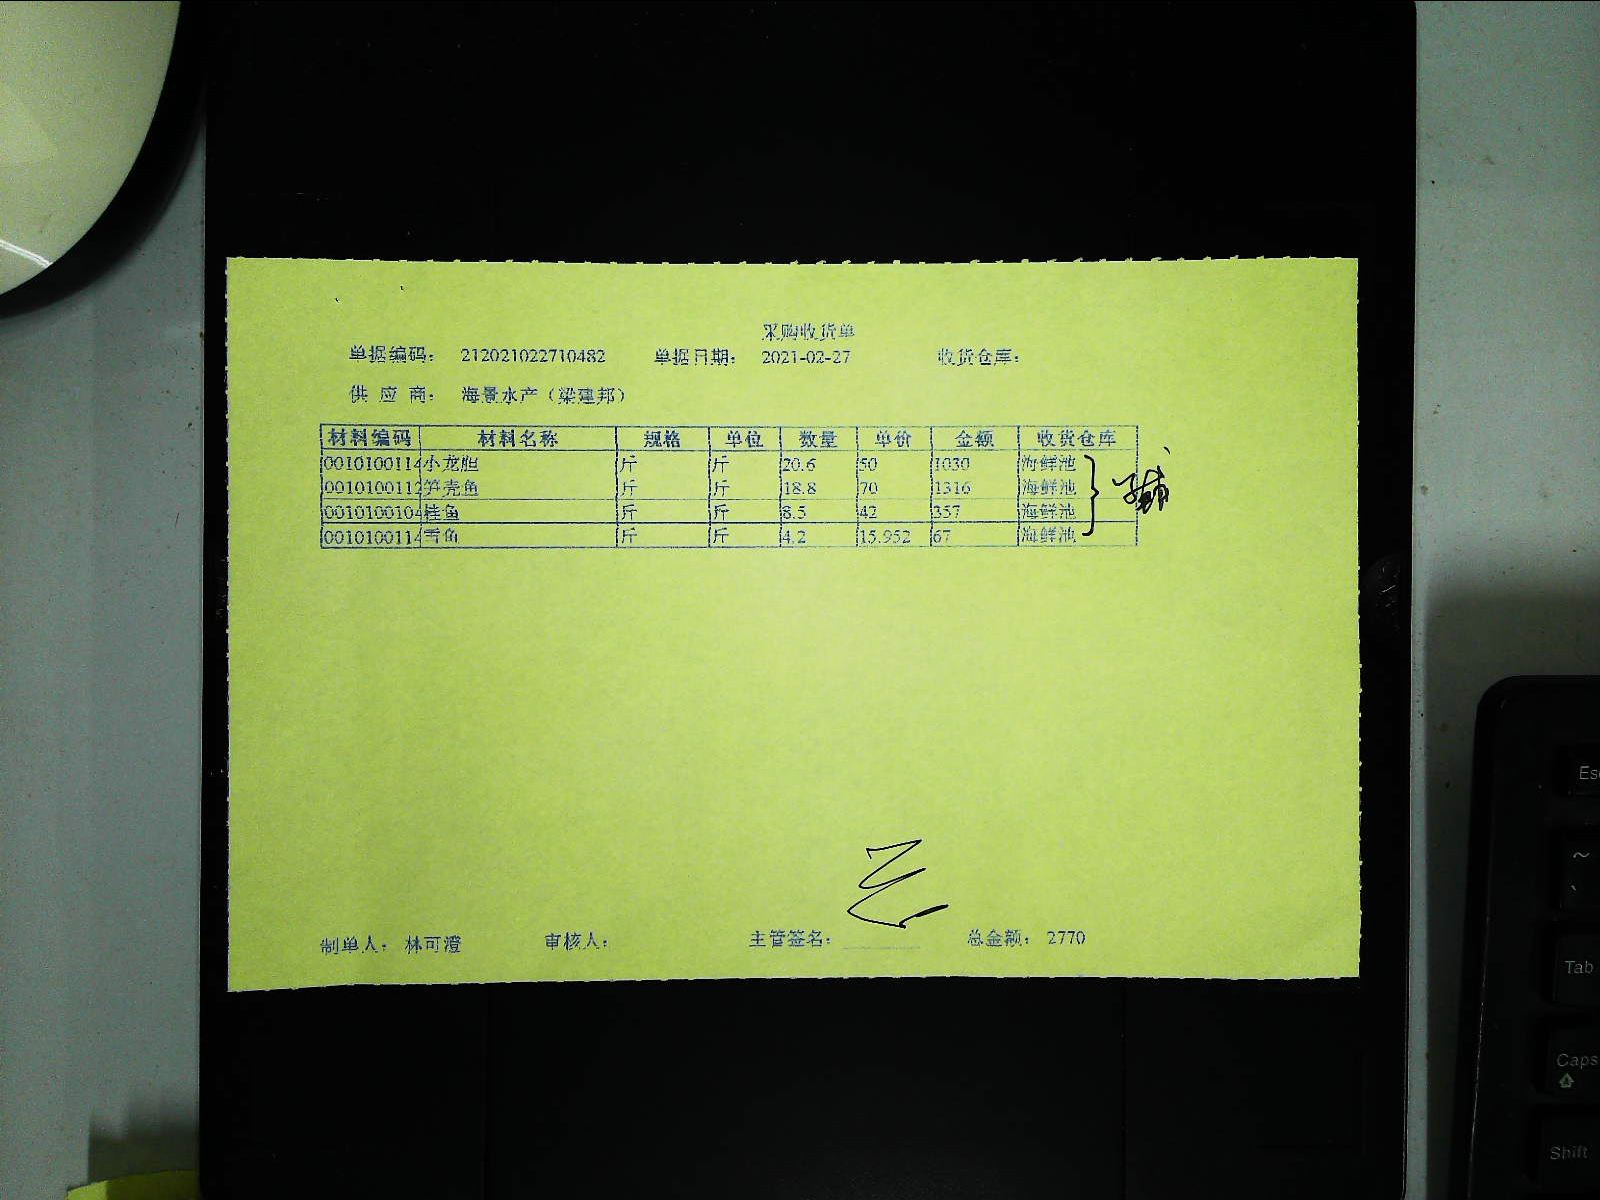 采购收货单
单据编码: 212021022710482 单据日期: 2021-02-27 收货仓库:
供 应 商: 海景水产（梁建邦）
材料编码 材料名称 规格 单位 数量 单价 金额 收货仓库
0010100114 小龙胆 斤 斤 20.6 50 1030 海鲜池
0010100112 笋壳鱼 斤 斤 18.8 70 1316 海鲜池
0010100104 桂鱼 斤 斤 8.5 42 357 海鲜池
0010100114 雪鱼 斤 斤 4.2 15.952 67 海鲜池
制单人: 林可澄 审核人: 主管签名: 总金额: 2770
Esc
~
`
Tab
Caps
Shift